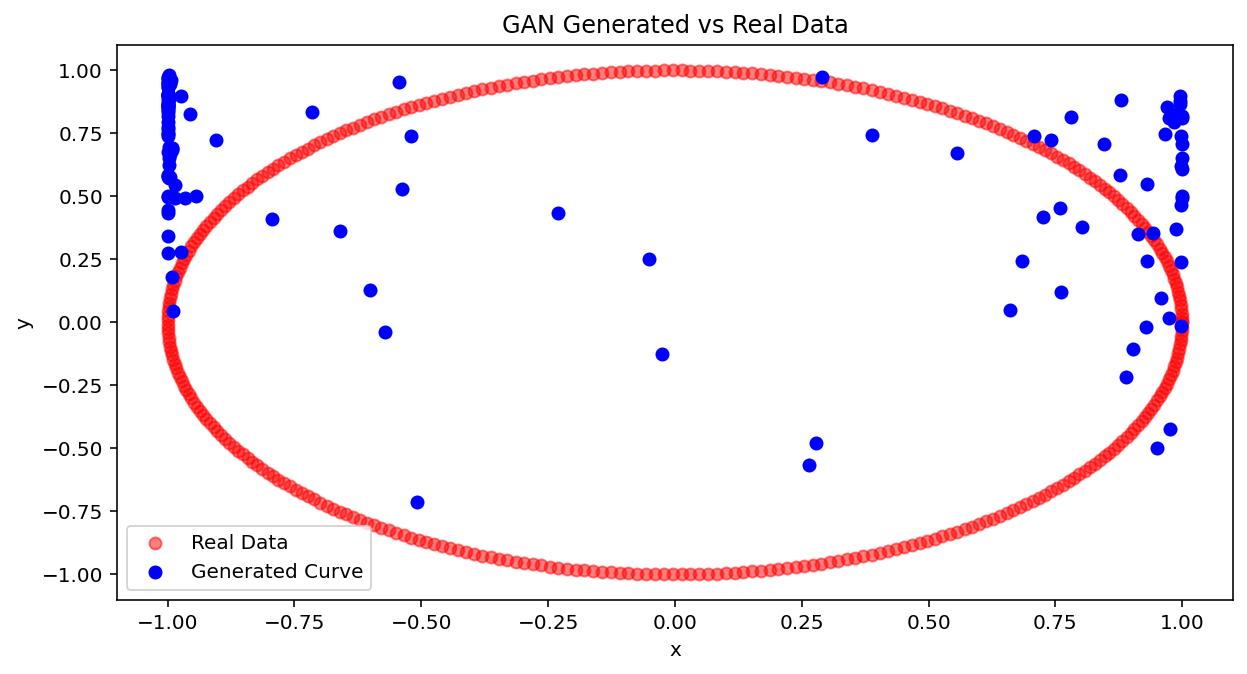 GAN Generated vs Real Data
1.00
0.75
0.50
0.25
0.00
−0.25
−0.50
−0.75
−1.00
y
Real Data
Generated Curve
−1.00 −0.75 −0.50 −0.25 0.00 0.25 0.50 0.75 1.00
x